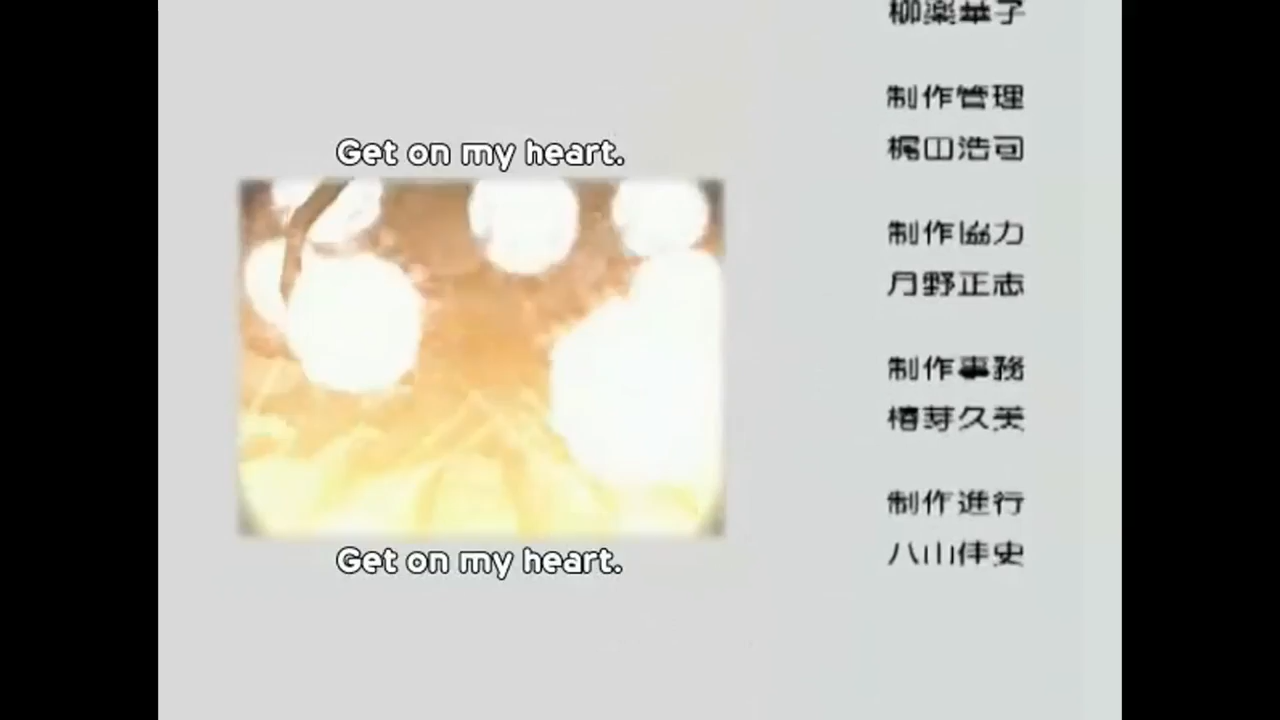 柳楽華子
制作管理
梶田浩司
制作協力
月野正志
制作事務
椿芽久美
制作進行
八山偉史
Get on my heart.
Get on my heart.